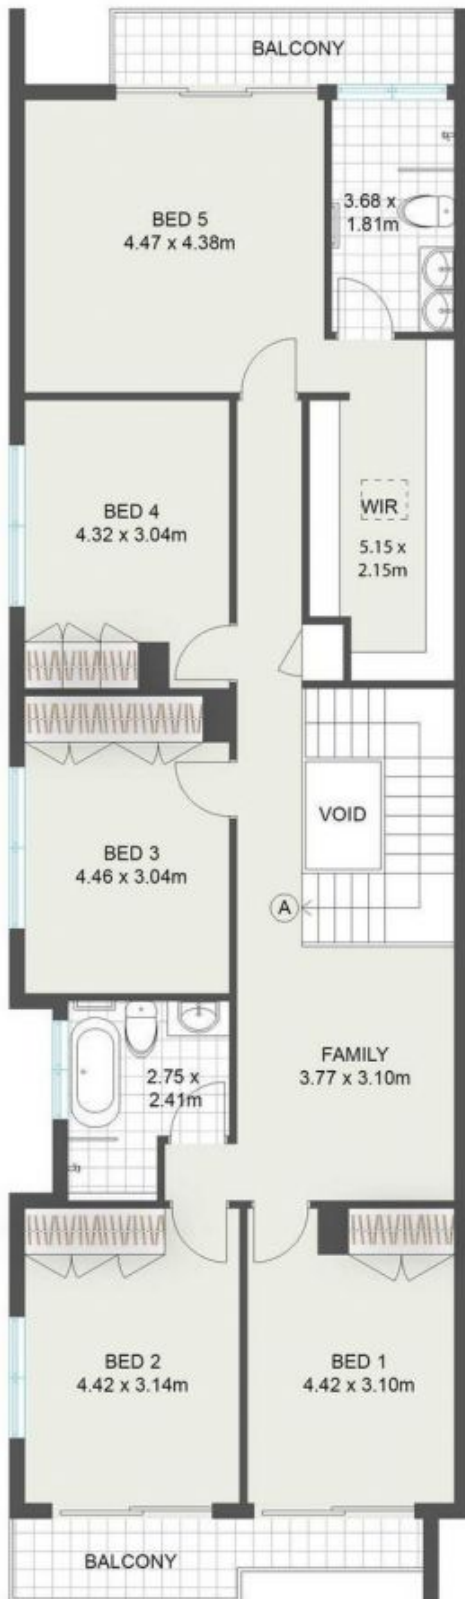 BALCONY
BED 5
4.47 x 4.38m
3.68 x
1.81m
BED 4
4.32 x 3.04m
WIR
5.15 x
2.15m
BED 3
4.46 x 3.04m
VOID
A
FAMILY
3.77 x 3.10m
2.75 x
2.41m
BED 2
4.42 x 3.14m
BED 1
4.42 x 3.10m
BALCONY